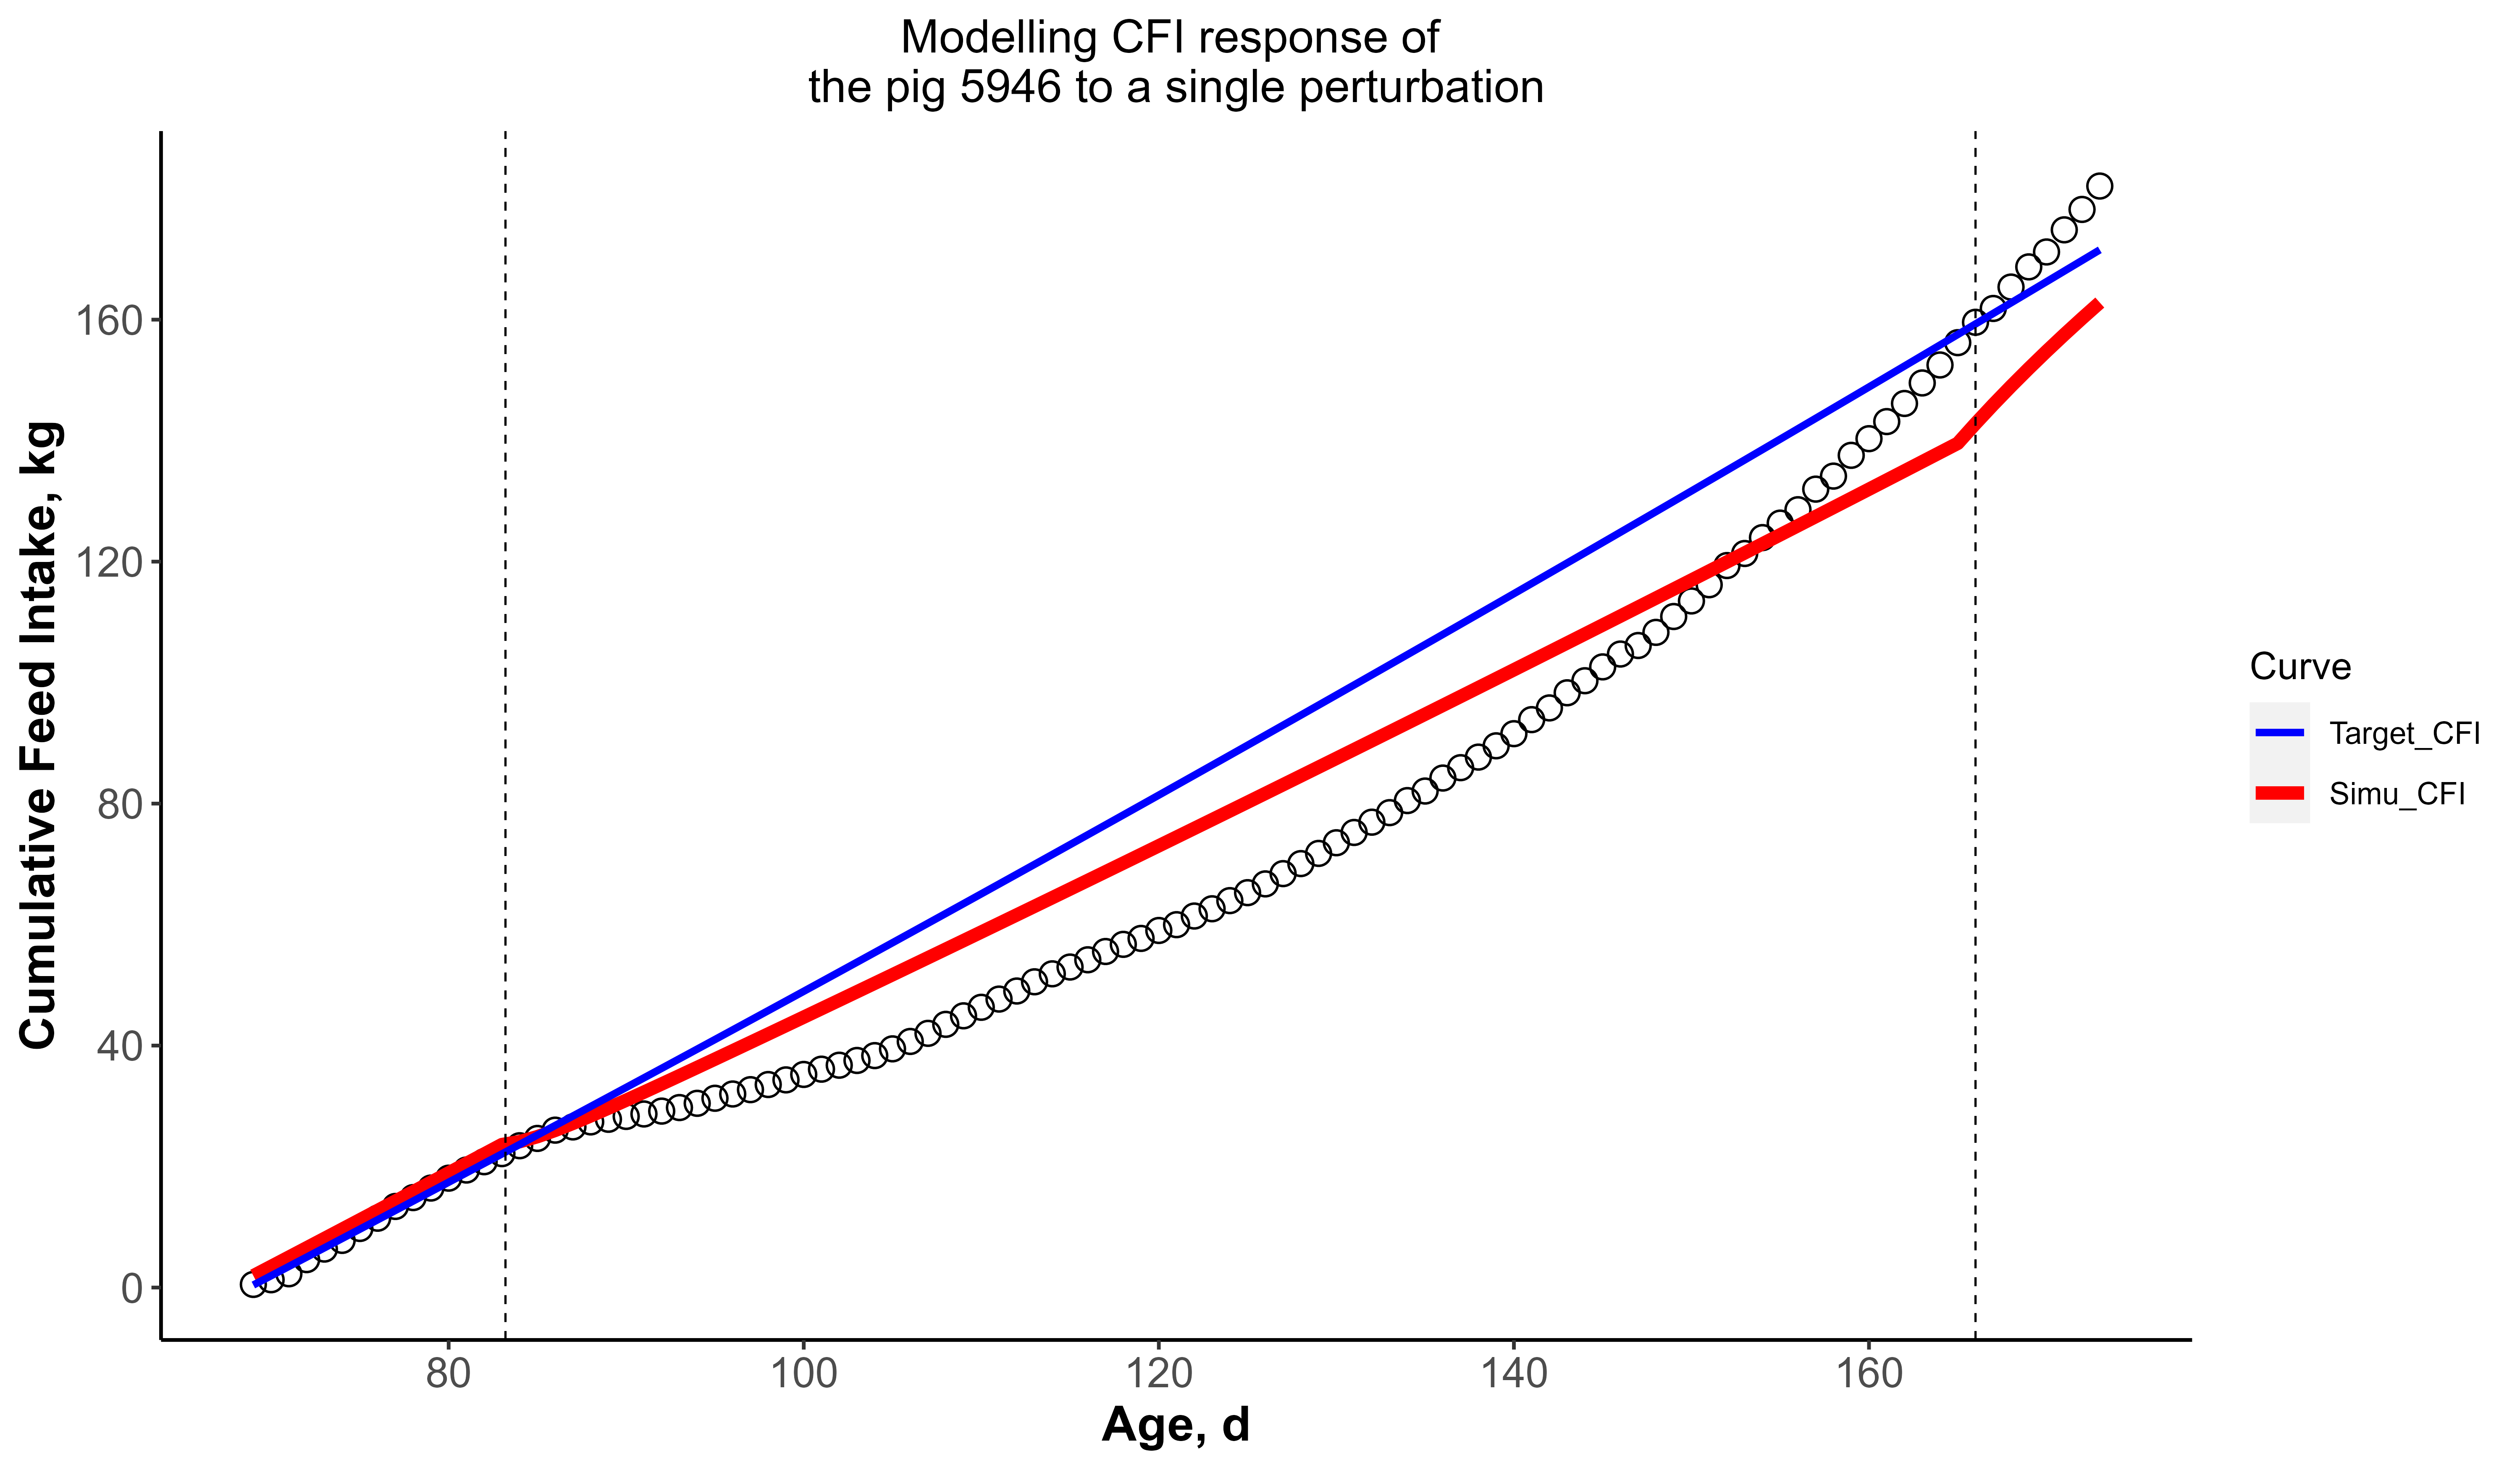 Modelling CFI response of
the pig 5946 to a single perturbation
Cumulative Feed Intake, kg
160
120
80
40
0
80
100
120
140
160
Age, d
Curve
Target_CFI
Simu_CFI